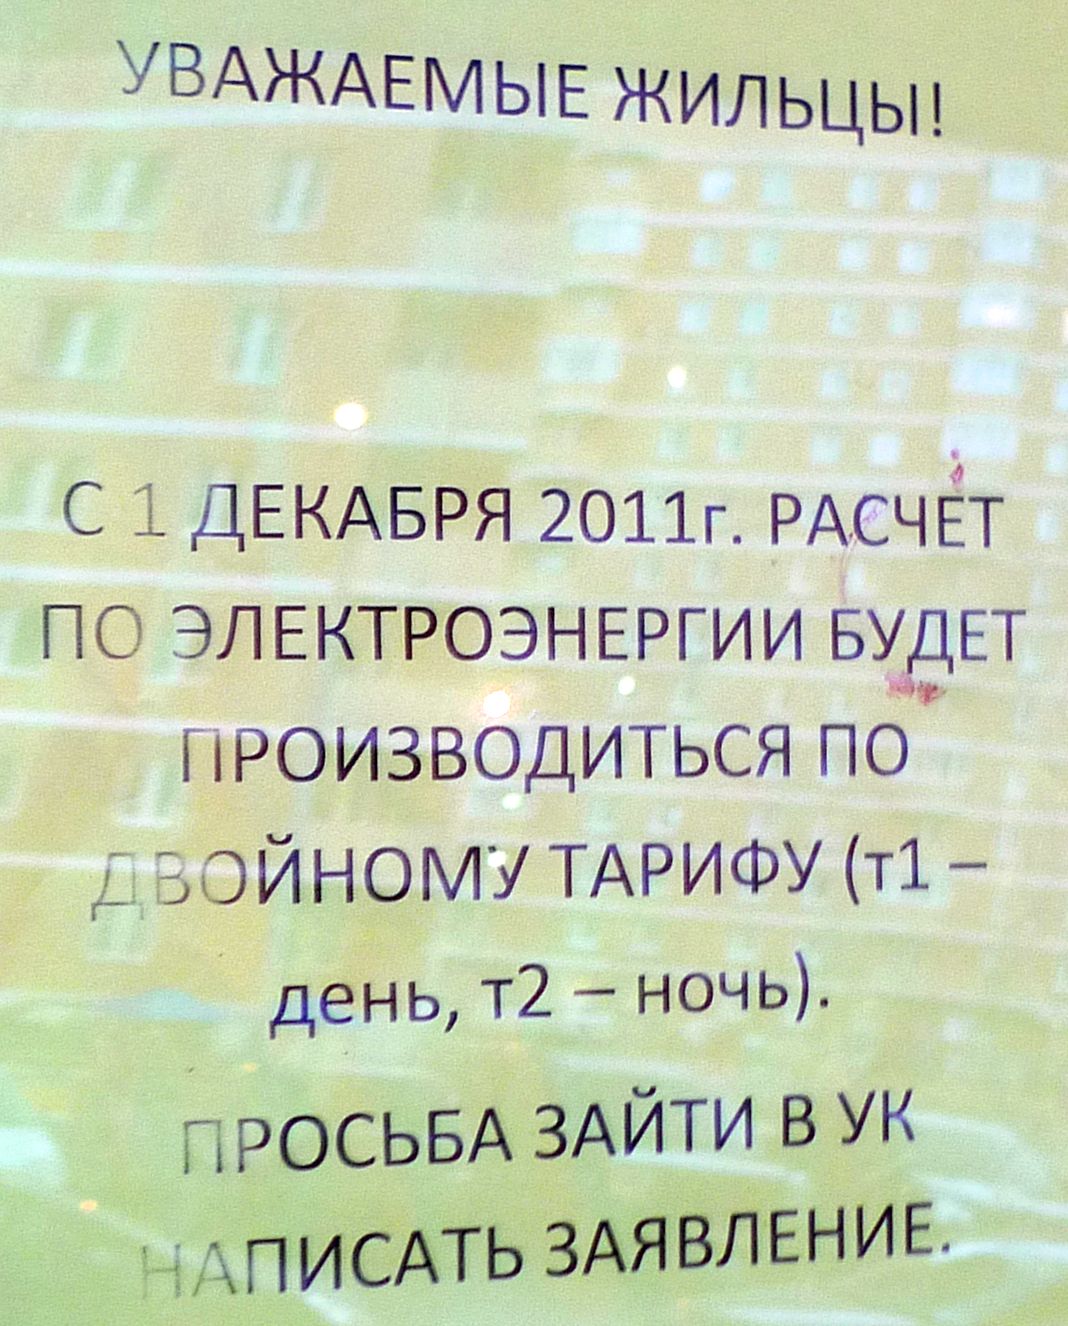 УВАЖАЕМЫЕ ЖИЛЬЦЫ!
С 1 ДЕКАБРЯ 2011г. РАСЧЕТ
ПО ЭЛЕКТРОЭНЕРГИИ БУДЕТ
ПРОИЗВОДИТЬСЯ ПО
ДВОЙНОМУ ТАРИФУ (т1 –
день, т2 – ночь).
ПРОСЬБА ЗАЙТИ В УК
НАПИСАТЬ ЗАЯВЛЕНИЕ.